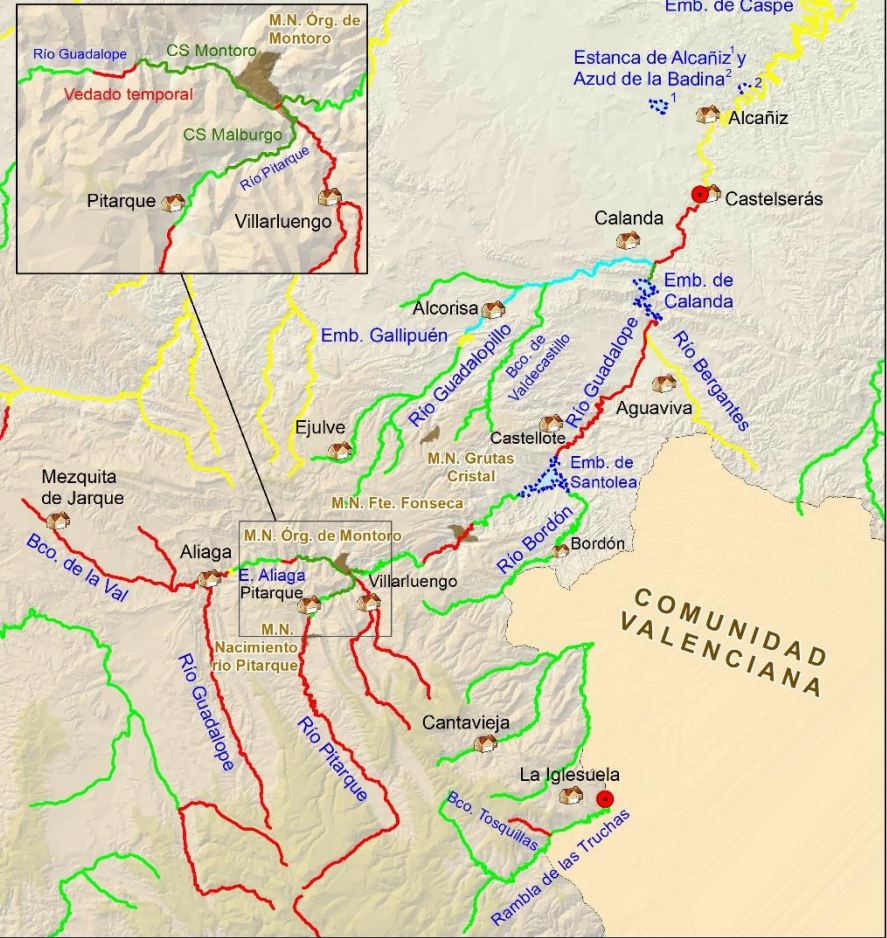 M.N. Órg. de
Montoro
Río Guadalope
CS Montoro
Vedado temporal
CS Malburgo
Río Pitarque
Pitarque
Villarluengo
Emb. de Caspe
Estanca de Alcañiz¹ y
Azud de la Badina²
2
1
Alcañiz
Castelserás
Calanda
Emb. de
Calanda
Alcorisa
Emb. Gallipuén
Río Guadalopillo
Bco. de
Valdecastillo
Río Guadalope
Río Bergantes
Aguaviva
Ejulve
Castellote
M.N. Grutas
Cristal
Emb. de
Santolea
Mezquita
de Jarque
M.N. Fte. Fonseca
M.N. Órg. de Montoro
Río Bordón
Bordón
Aliaga
Bco. de la Val
E. Aliaga
Pitarque
Villarluengo
M.N.
Nacimiento
río Pitarque
COMUNIDAD
VALENCIANA
Río Guadalope
Río Pitarque
Cantavieja
La Iglesuela
Bco. Tosquillas
Rambla de las Truchas